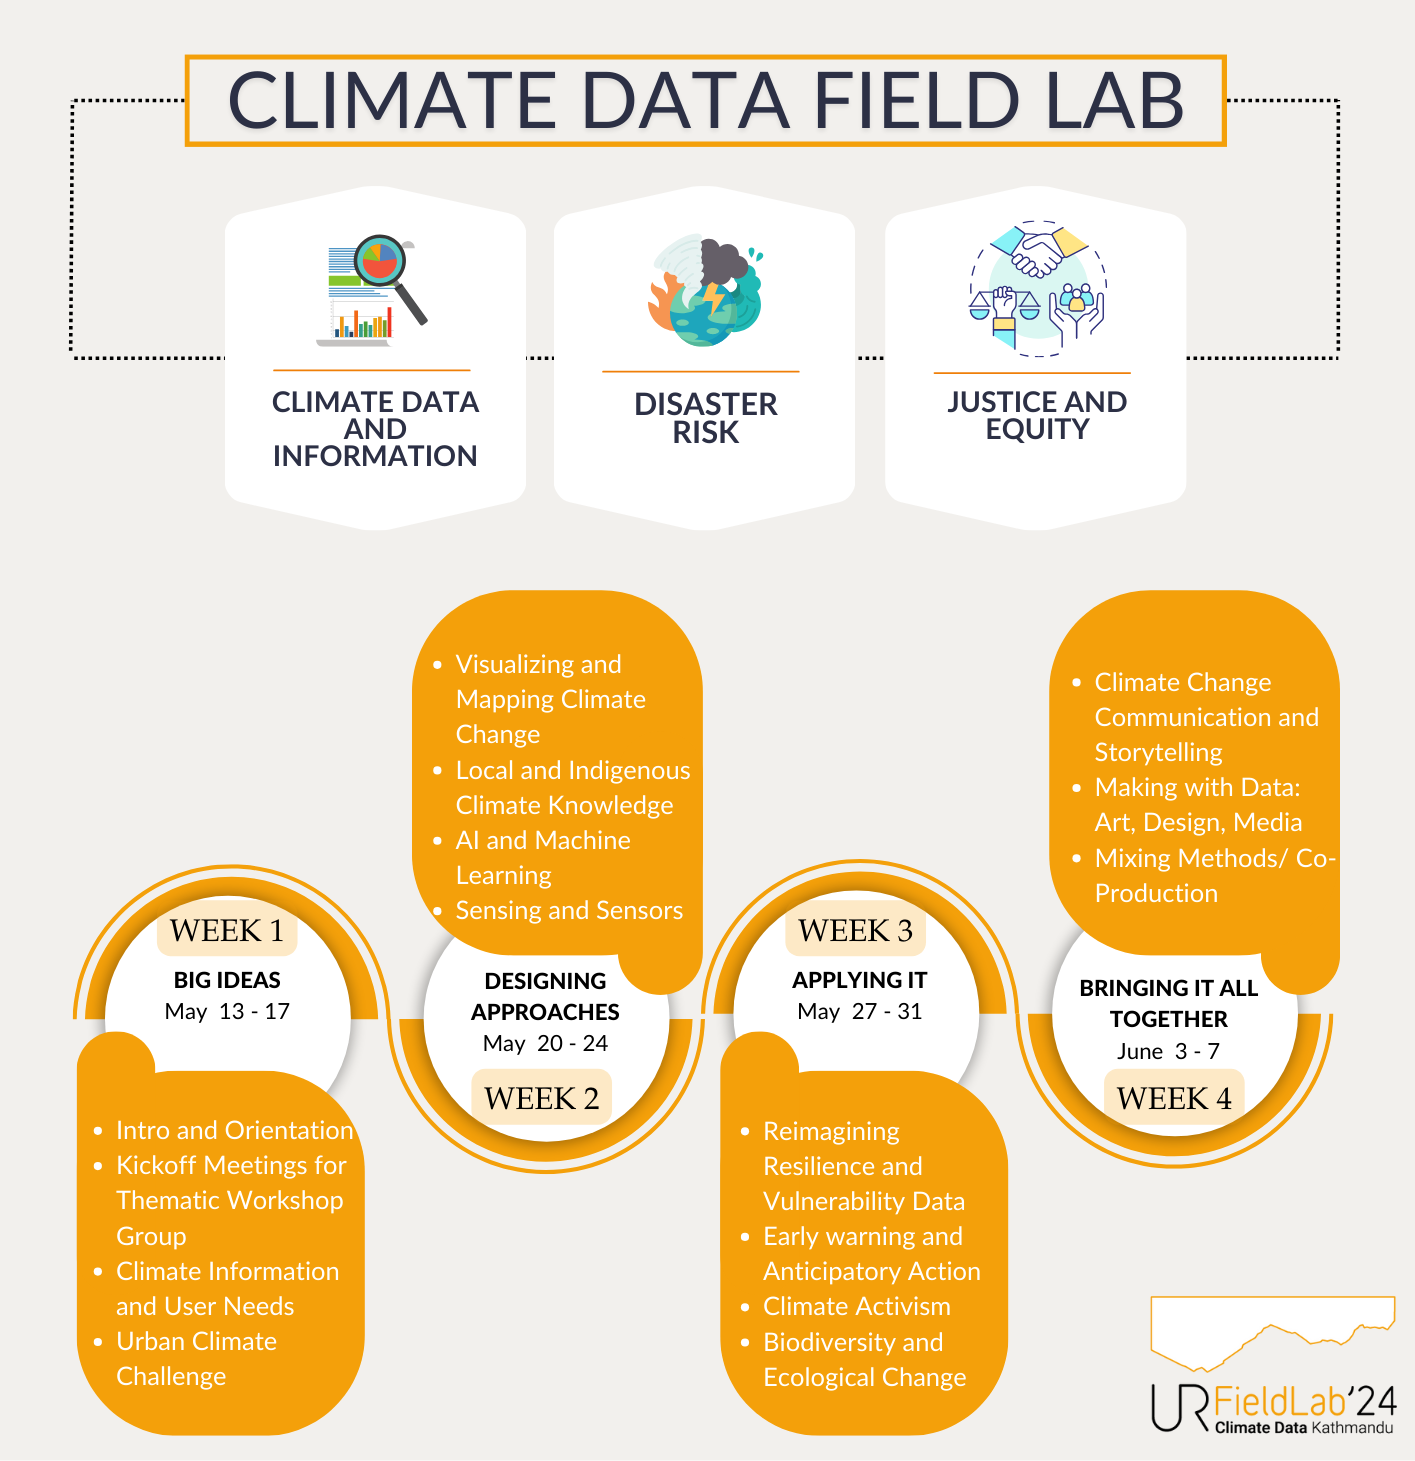 CLIMATE DATA FIELD LAB
CLIMATE DATA
AND
INFORMATION
DISASTER
RISK
JUSTICE AND
EQUITY
WEEK 1
BIG IDEAS
May 13 - 17
• Intro and Orientation
• Kickoff Meetings for
Thematic Workshop
Group
• Climate Information
and User Needs
• Urban Climate
Challenge
• Visualizing and
Mapping Climate
Change
• Local and Indigenous
Climate Knowledge
• AI and Machine
Learning
• Sensing and Sensors
DESIGNING
APPROACHES
May 20 - 24
WEEK 2
WEEK 3
APPLYING IT
May 27 - 31
• Reimagining
Resilience and
Vulnerability Data
• Early warning and
Anticipatory Action
• Climate Activism
• Biodiversity and
Ecological Change
• Climate Change
Communication and
Storytelling
• Making with Data:
Art, Design, Media
• Mixing Methods/ Co-
Production
BRINGING IT ALL
TOGETHER
June 3 - 7
WEEK 4
UR FieldLab'24
Climate Data Kathmandu